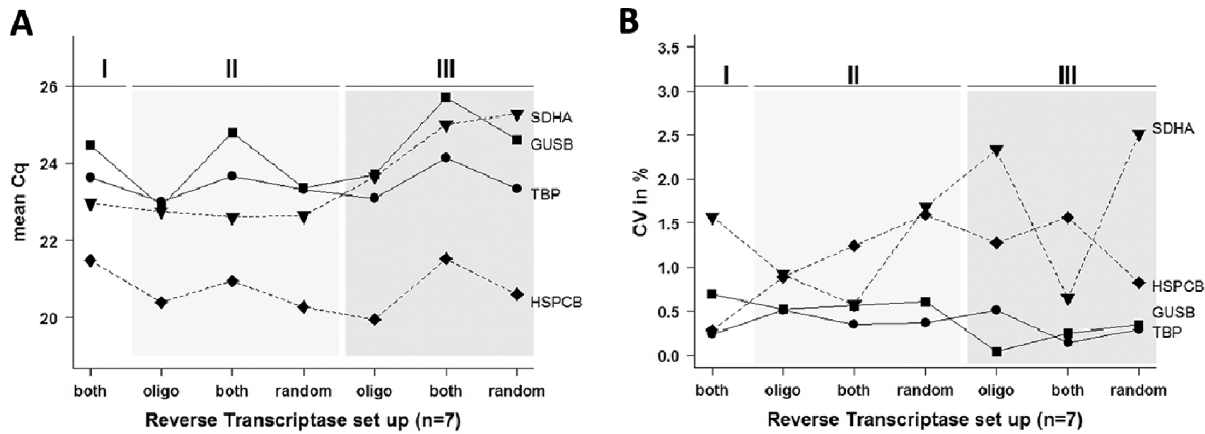 A
I II III
26
24
22
20
mean Cq
SDHA
GUSB
TBP
HSPCB
both oligo both random oligo both random
Reverse Transcriptase set up (n=7)
B
3.5
I II III
3.0
2.5
2.0
1.5
1.0
0.5
0.0
CV in %
SDHA
HSPCB
GUSB
TBP
both oligo both random oligo both random
Reverse Transcriptase set up (n=7)